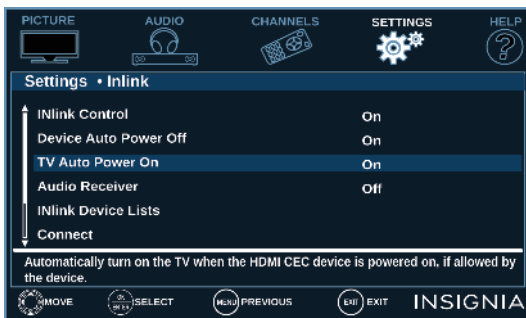 PICTURE AUDIO CHANNELS SETTINGS HELP
Settings • Inlink
INlink Control On
Device Auto Power Off On
TV Auto Power On On
Audio Receiver Off
INlink Device Lists
Connect
Automatically turn on the TV when the HDMI CEC device is powered on, if allowed by
the device.
MOVE OK ENTER SELECT MENU PREVIOUS EXIT EXIT INSIGNIA